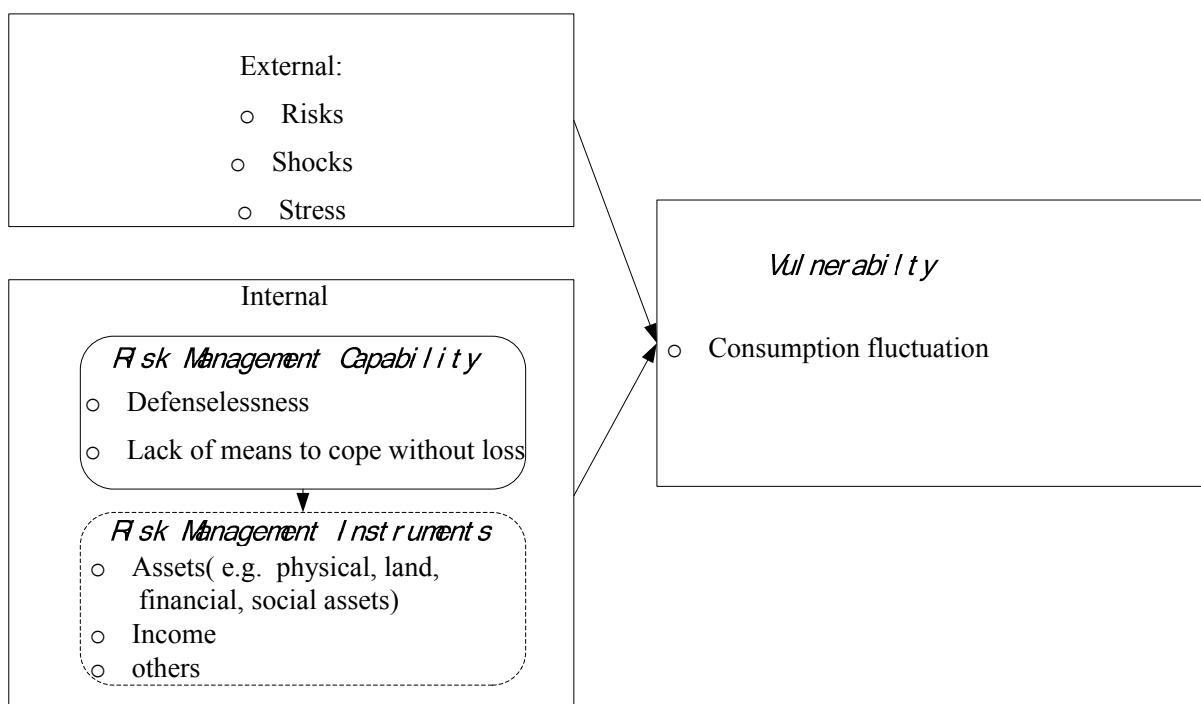 External:
○ Risks
○ Shocks
○ Stress
Internal
Risk Management Capability
○ Defenselessness
○ Lack of means to cope without loss
Risk Management Instruments
○ Assets( e.g. physical, land,
financial, social assets)
○ Income
○ others
Vulnerability
○ Consumption fluctuation